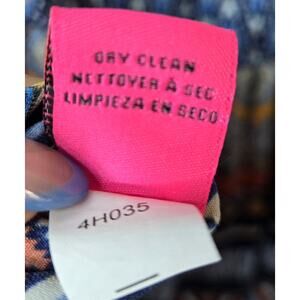 DRY CLEAN
NETTOYER À SEC
LIMPIEZA EN SECO
4H035